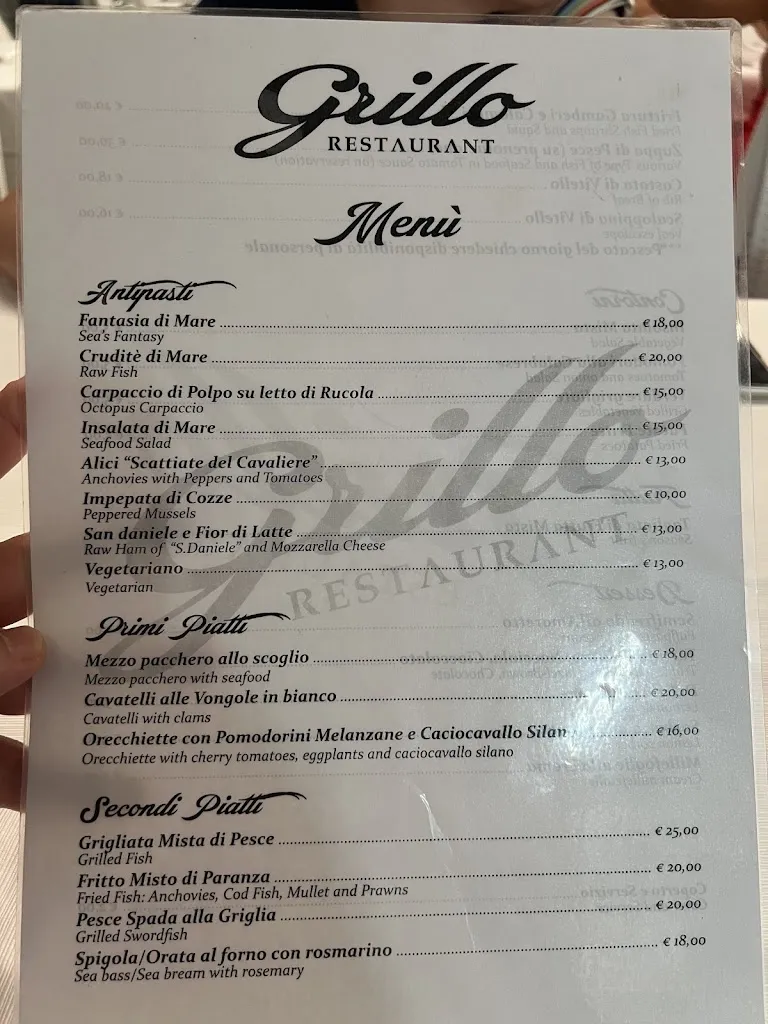 Grillo
RESTAURANT
Menù
Antipasti
Fantasia di Mare ........ € 18,00
Sea's Fantasy
Cruditè di Mare ........ € 20,00
Raw Fish
Carpaccio di Polpo su letto di Rucola ........ € 15,00
Octopus Carpaccio
Insalata di Mare ........ € 15,00
Seafood Salad
Alici “Scattiate del Cavaliere” ........ € 13,00
Anchovies with Peppers and Tomatoes
Impepata di Cozze ........ € 10,00
Peppered Mussels
San daniele e Fior di Latte ........ € 13,00
Raw Ham of “S.Daniele” and Mozzarella Cheese
Vegetariano ........ € 13,00
Vegetarian
Grillo
RESTAURANT
Primi Piatti
Mezzo pacchero allo scoglio ........ € 18,00
Mezzo pacchero with seafood
Cavatelli alle Vongole in bianco ........ € 20,00
Cavatelli with clams
Orecchiette con Pomodorini Melanzane e Caciocavallo Silan ........ € 16,00
Orecchiette with cherry tomatoes, eggplants and caciocavallo silano
Secondi Piatti
Grigliata Mista di Pesce ........ € 25,00
Grilled Fish
Fritto Misto di Paranza ........ € 20,00
Fried Fish: Anchovies, Cod Fish, Mullet and Prawns
Pesce Spada alla Griglia ........ € 20,00
Grilled Swordfish
Spigola/Orata al forno con rosmarino ........ € 18,00
Sea bass/Sea bream with rosemary